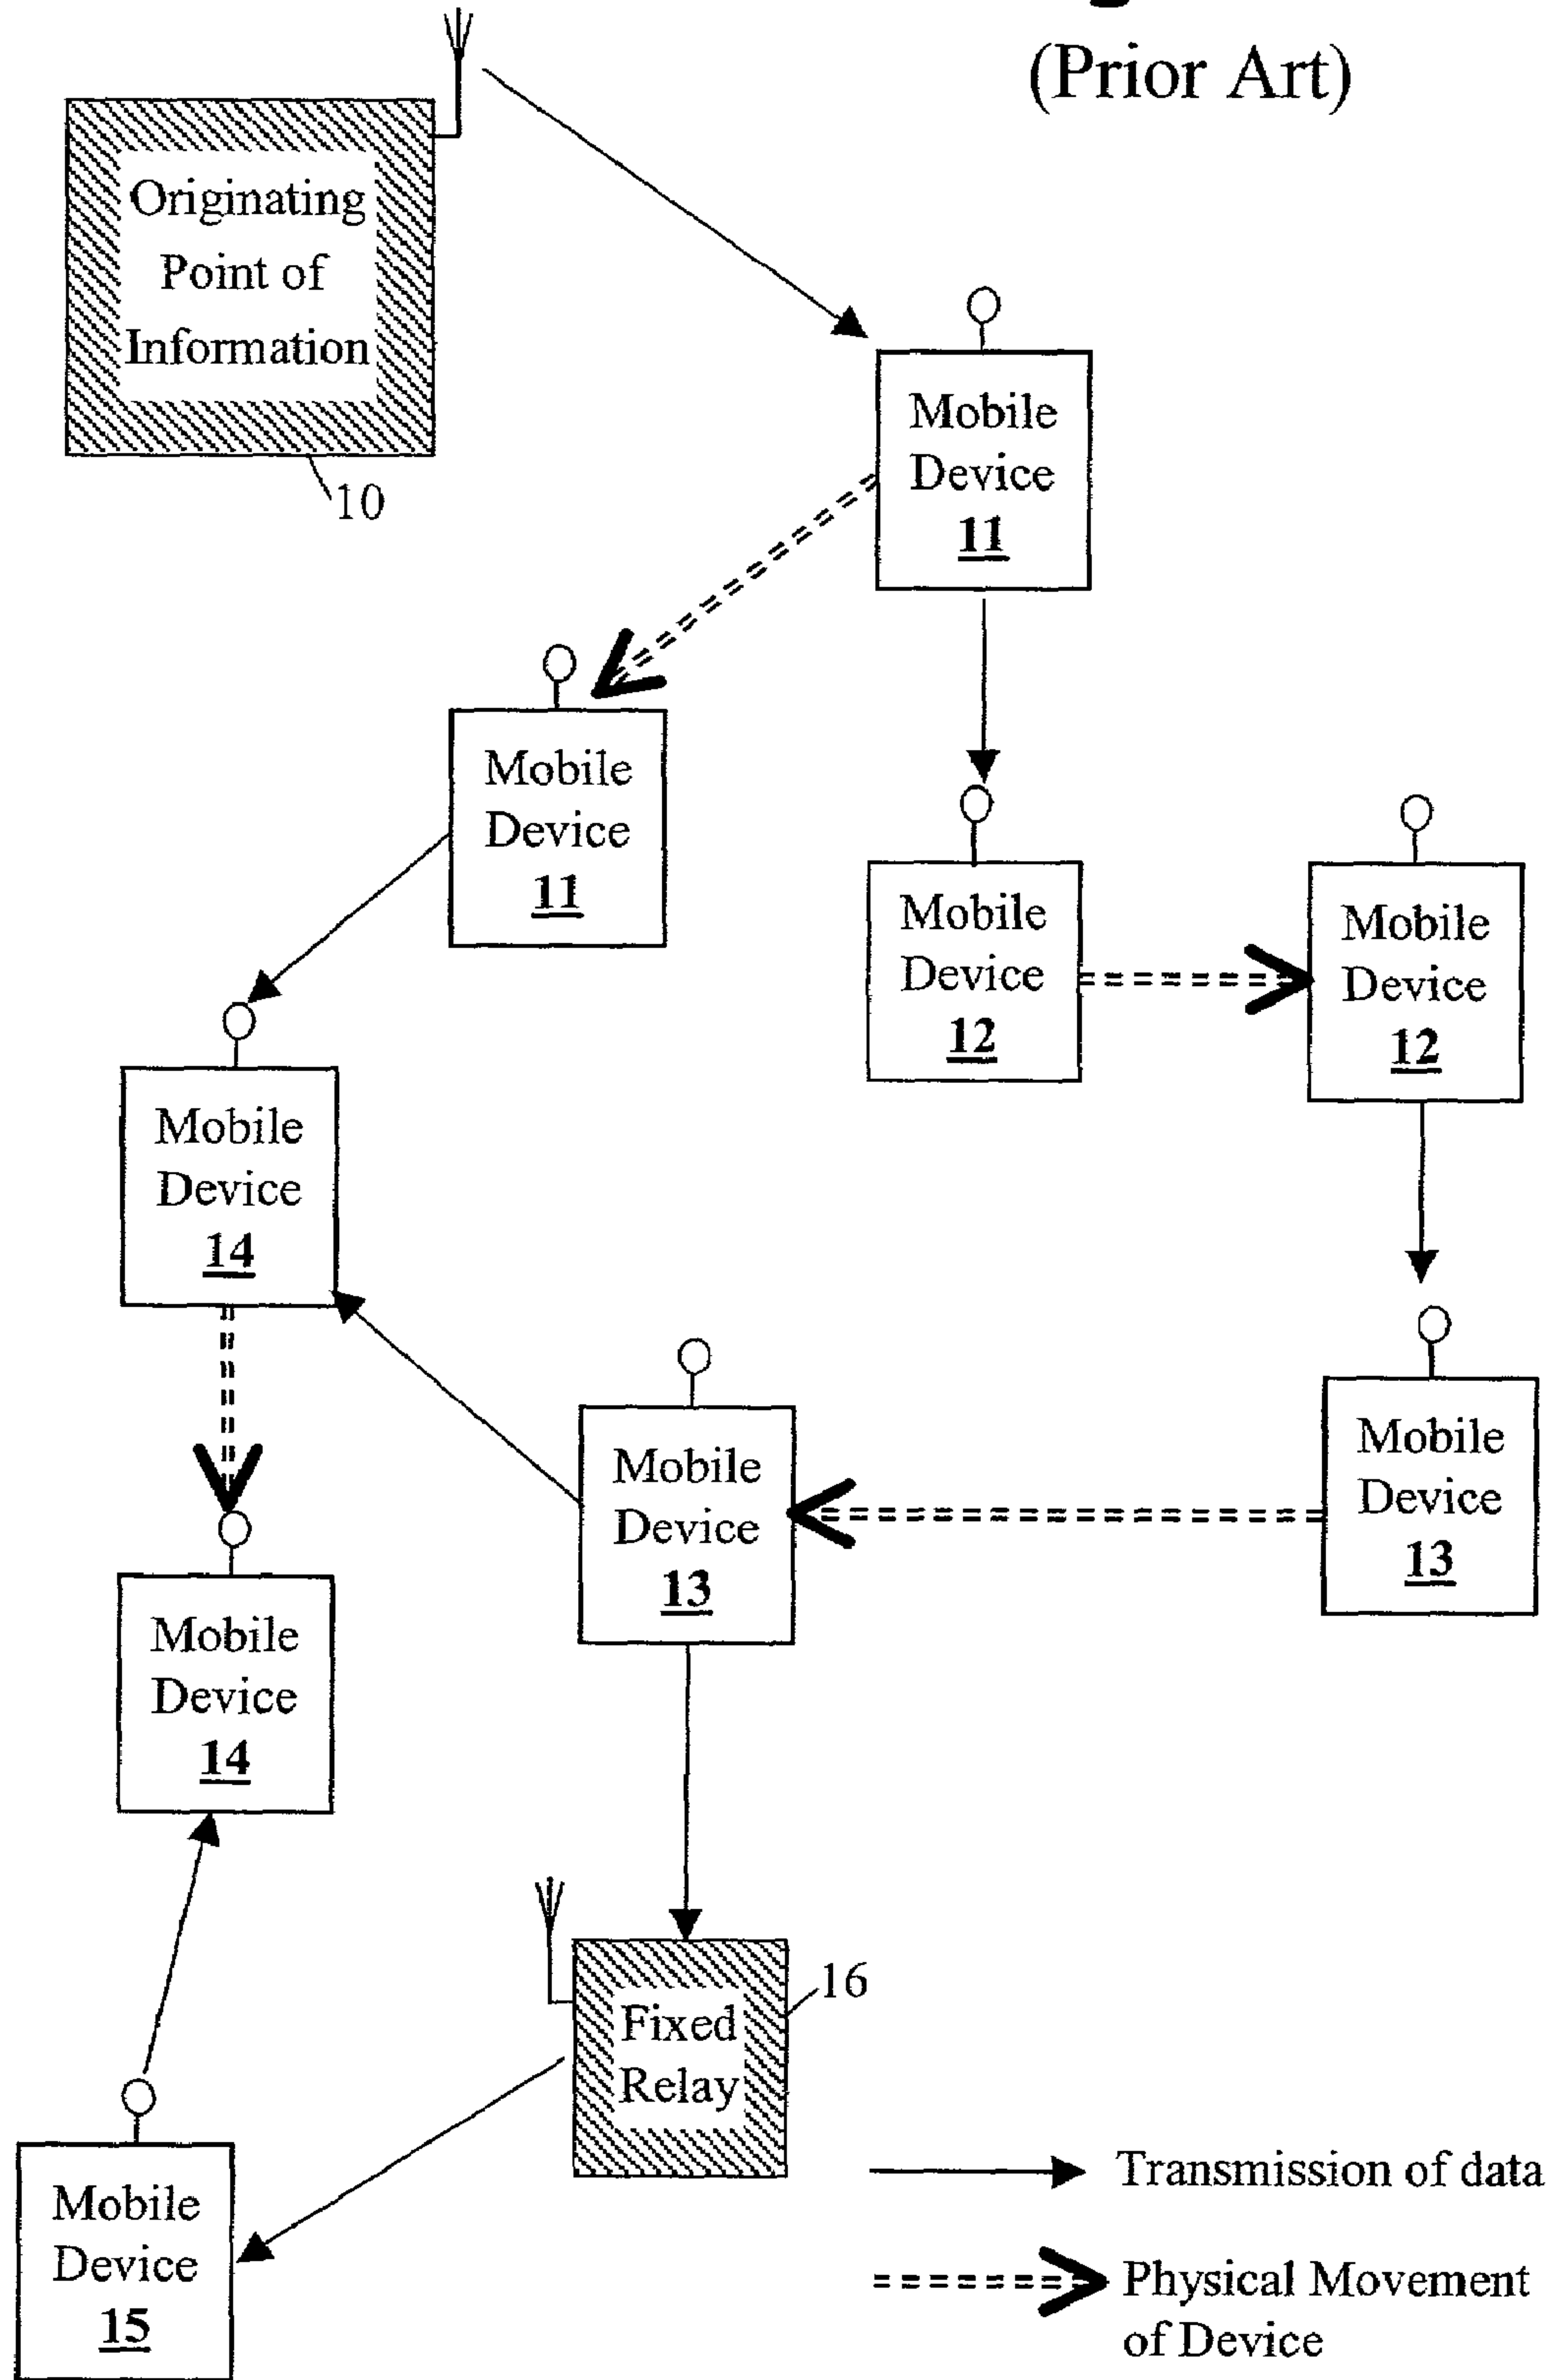 (Prior Art)
Originating
Point of
Information
10
Mobile
Device
11
Mobile
Device
11
Mobile
Device
12
Mobile
Device
12
Mobile
Device
14
Mobile
Device
13
Mobile
Device
13
Mobile
Device
14
Fixed
Relay
16
Mobile
Device
15
Transmission of data
Physical Movement
of Device